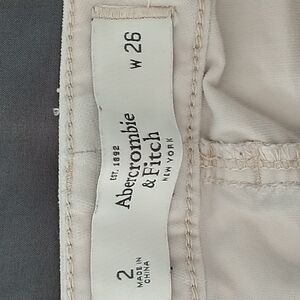 W 26
EST. 1892
Abercrombie
& Fitch
NEW YORK
2
MADE IN
CHINA